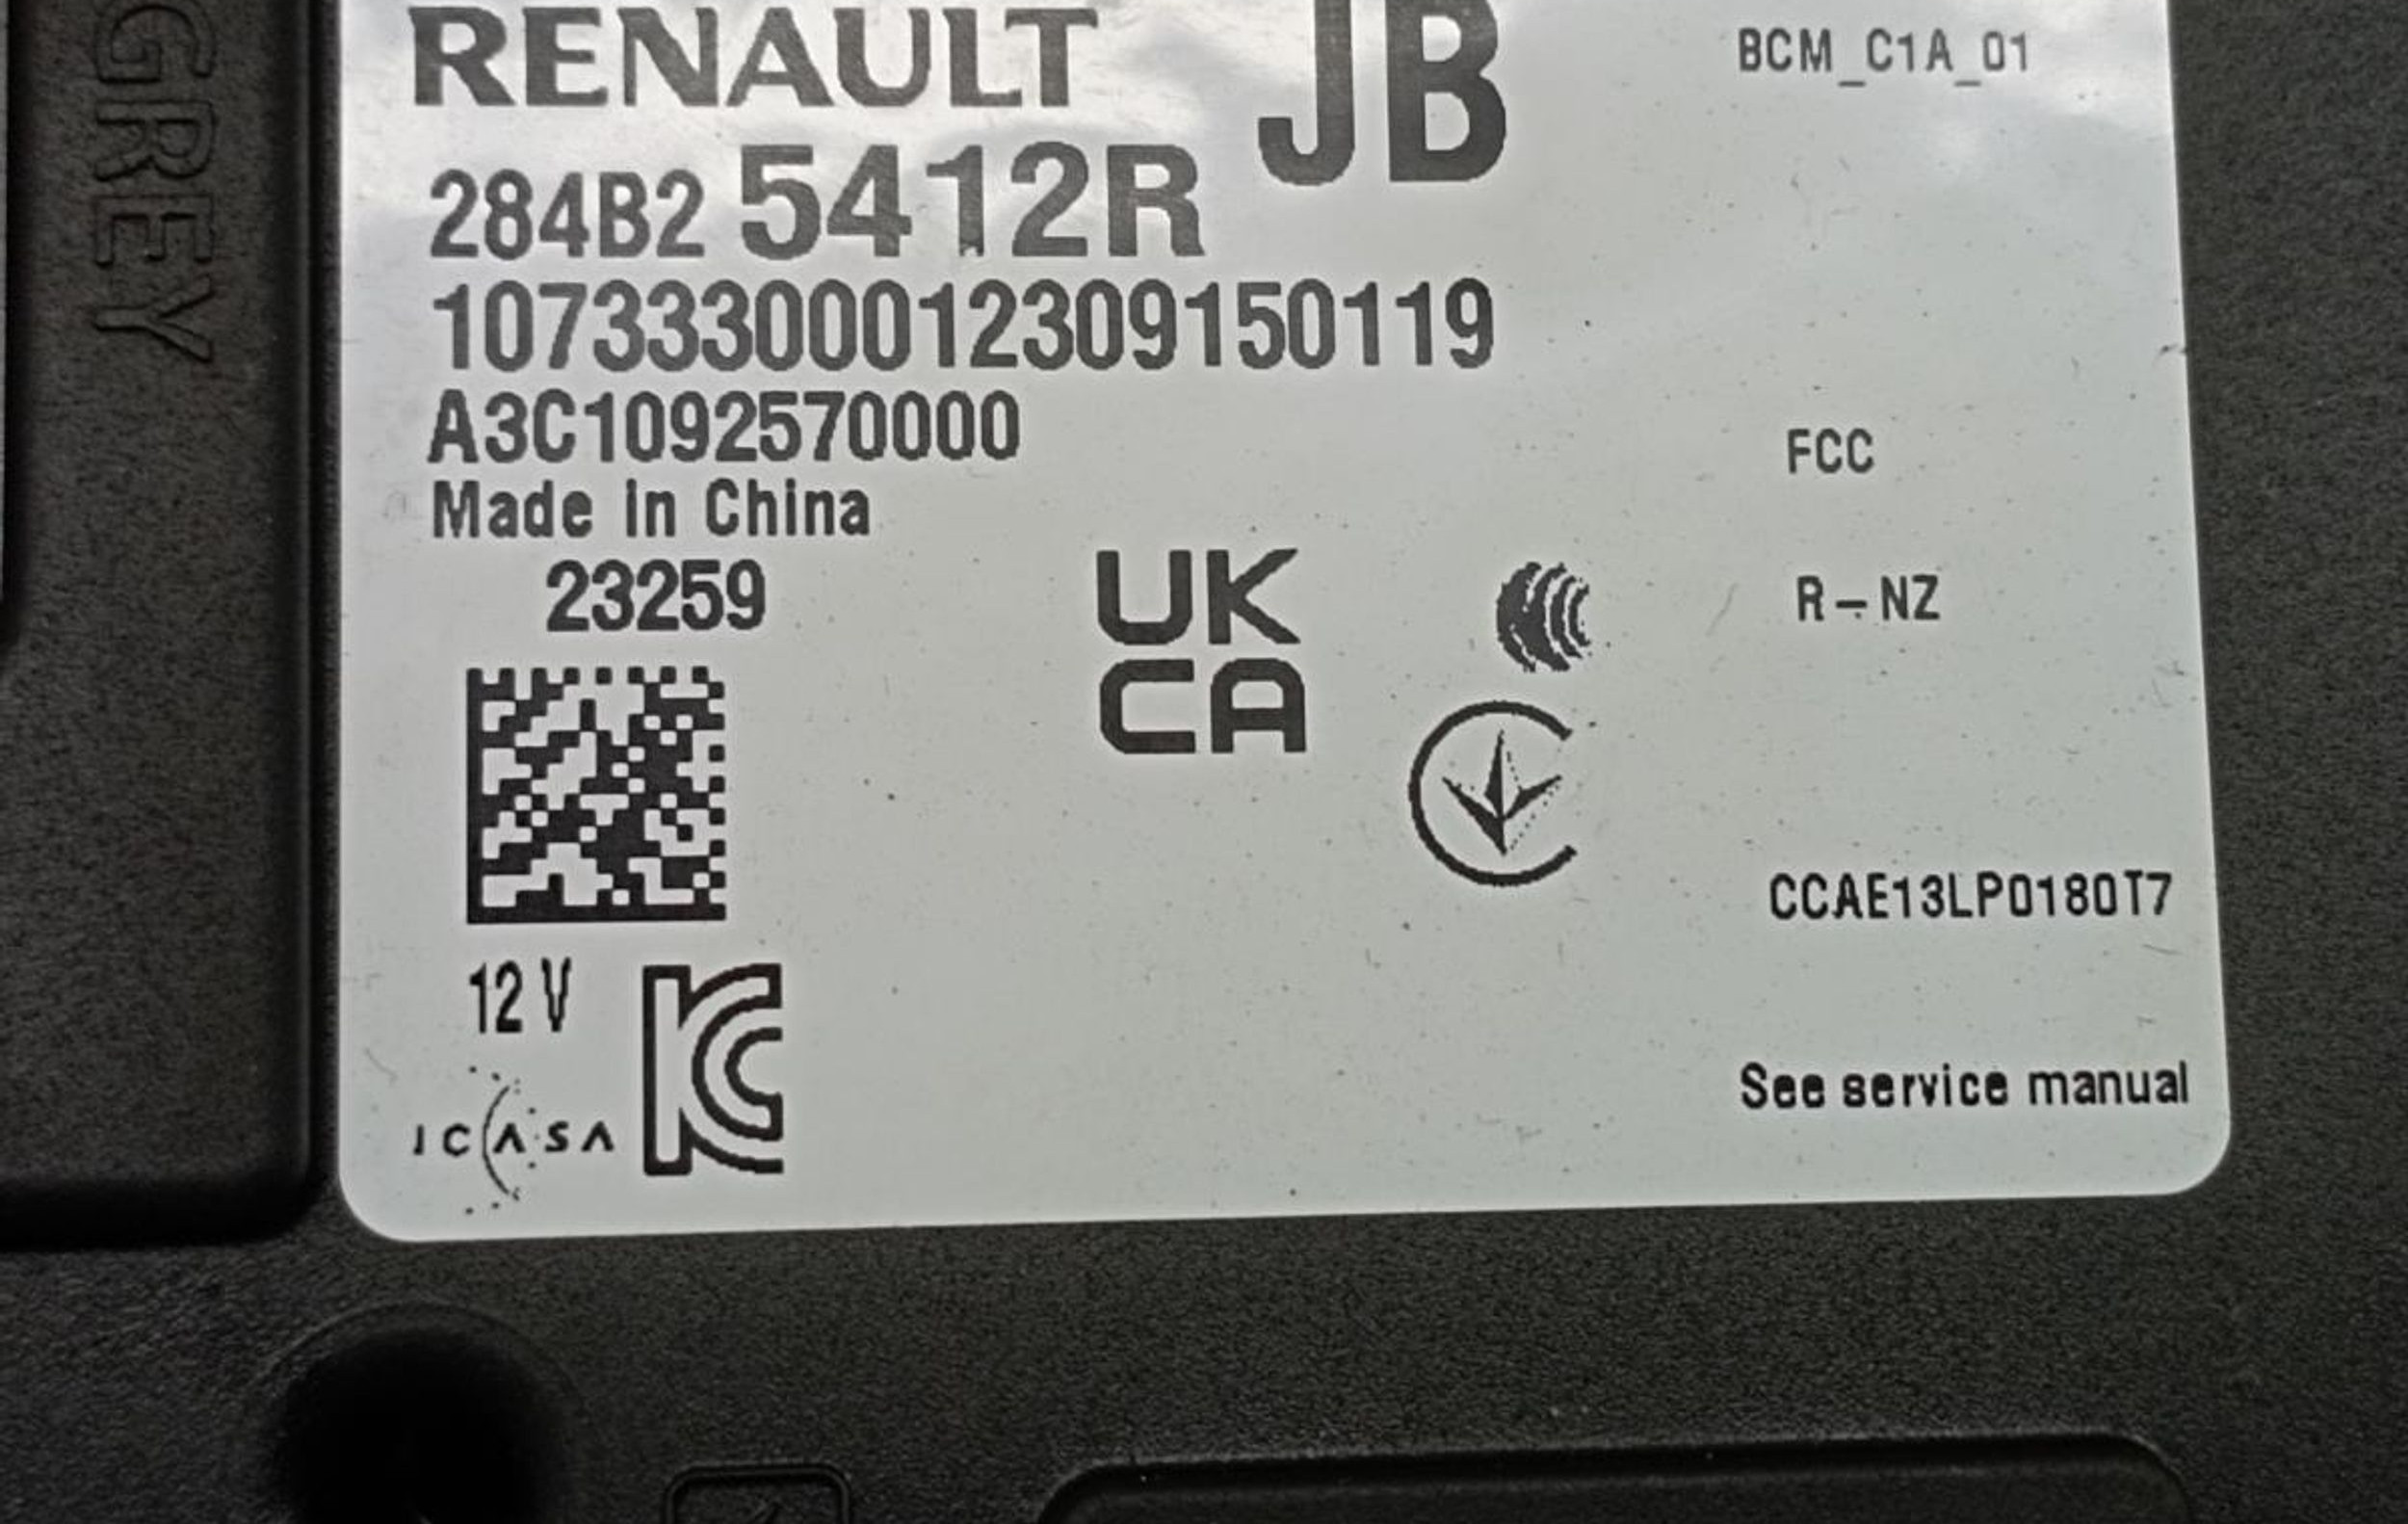 GREY
RENAULT
JB
BCM_C1A_01
284B2 5412R
107333000012309150119
A3C1092570000
Made in China
FCC
23259
UK
CA
R-NZ
CCAE13LP0180T7
12 V
See service manual
ICASA